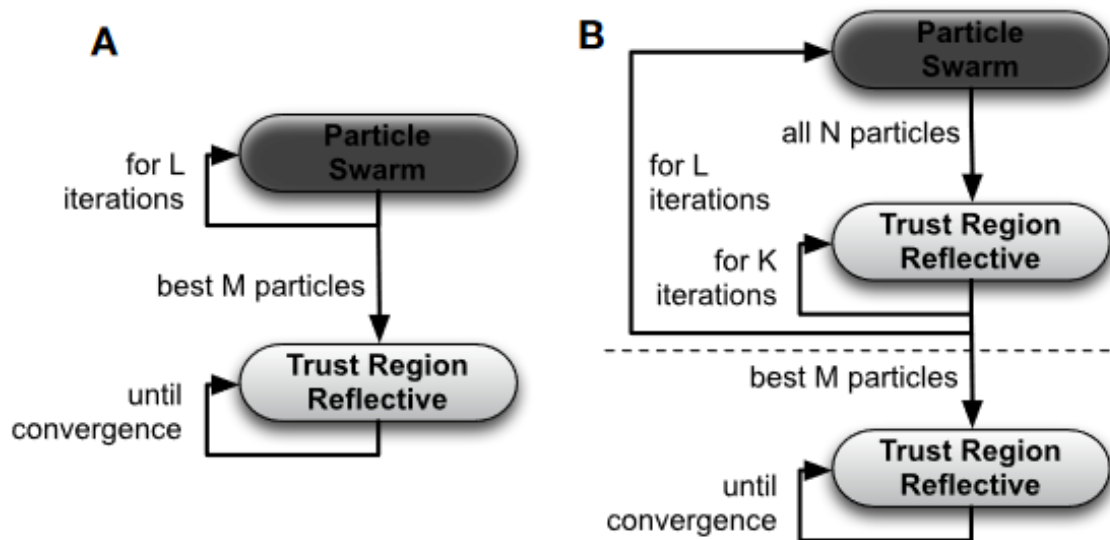 A
Particle
Swarm
for L
iterations
best M particles
Trust Region
Reflective
until
convergence
B
Particle
Swarm
all N particles
for L
iterations
Trust Region
Reflective
for K
iterations
best M particles
Trust Region
Reflective
until
convergence